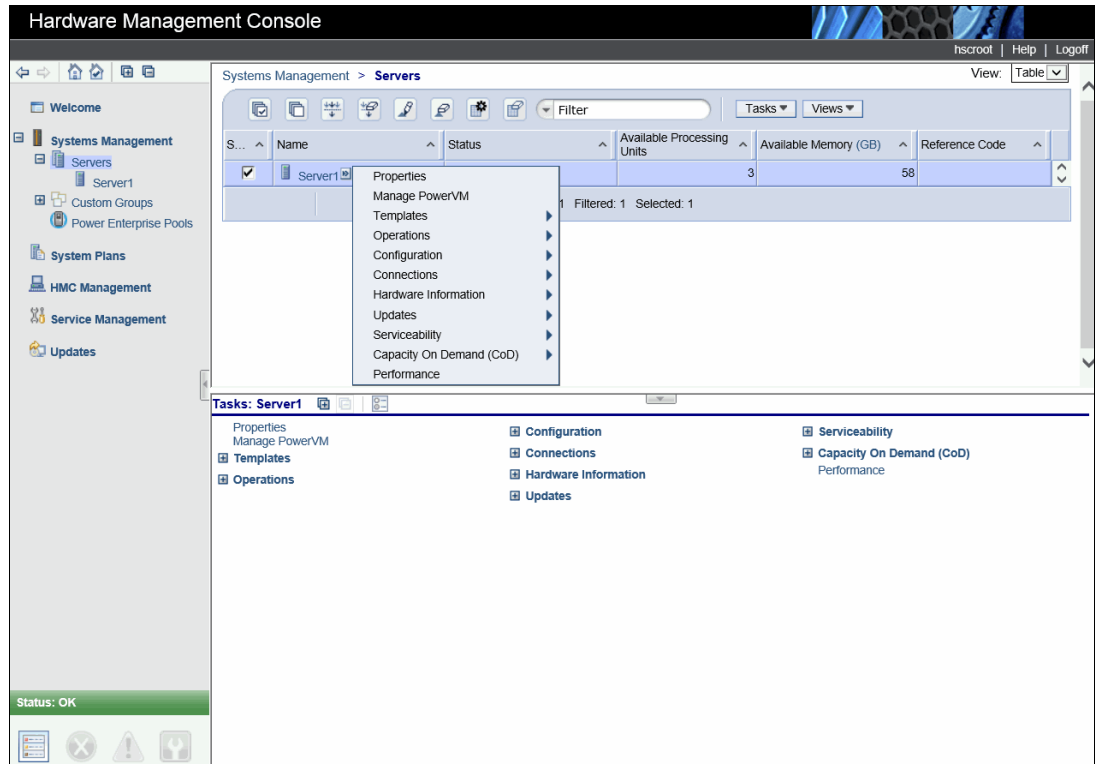 Hardware Management Console
hscroot | Help | Logoff
Systems Management > Servers
View: Table
Welcome
Systems Management
Servers
Server1
Custom Groups
Power Enterprise Pools
System Plans
HMC Management
Service Management
Updates
Filter
Tasks
Views
S... Name Status Available Processing Units Available Memory (GB) Reference Code
Server1 3 58
1 Filtered: 1 Selected: 1
Properties
Manage PowerVM
Templates
Operations
Configuration
Connections
Hardware Information
Updates
Serviceability
Capacity On Demand (CoD)
Performance
Tasks: Server1
Properties
Manage PowerVM
Templates
Operations
Configuration
Connections
Hardware Information
Updates
Serviceability
Capacity On Demand (CoD)
Performance
Status: OK